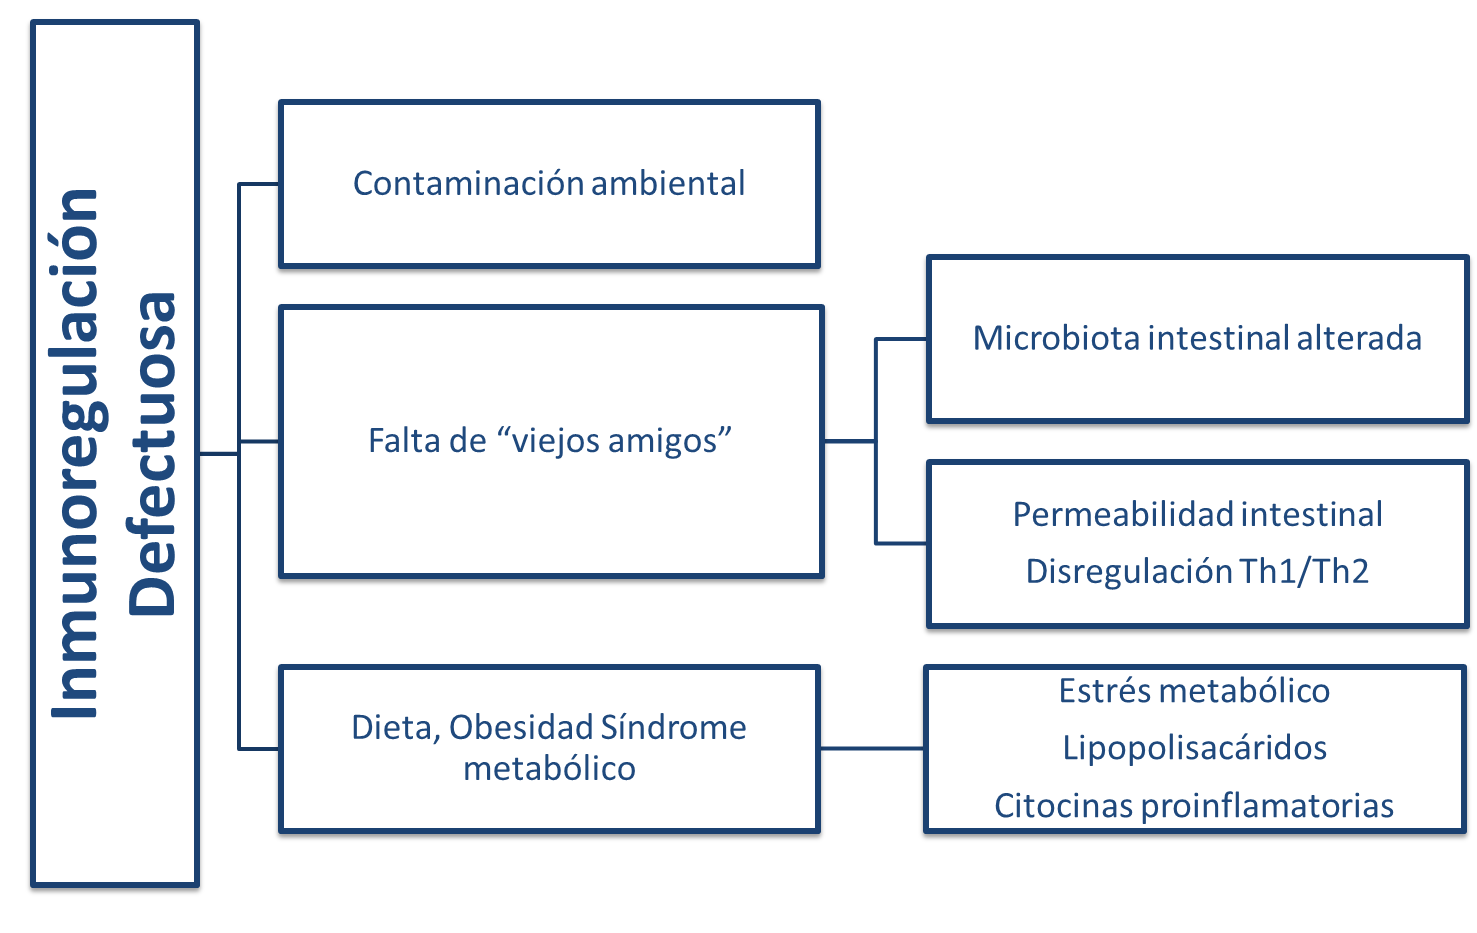 Inmunoregulación
Defectuosa
Contaminación ambiental
Falta de “viejos amigos”
Microbiota intestinal alterada
Permeabilidad intestinal
Disregulación Th1/Th2
Dieta, Obesidad Síndrome
metabólico
Estrés metabólico
Lipopolisacáridos
Citocinas proinflamatorias